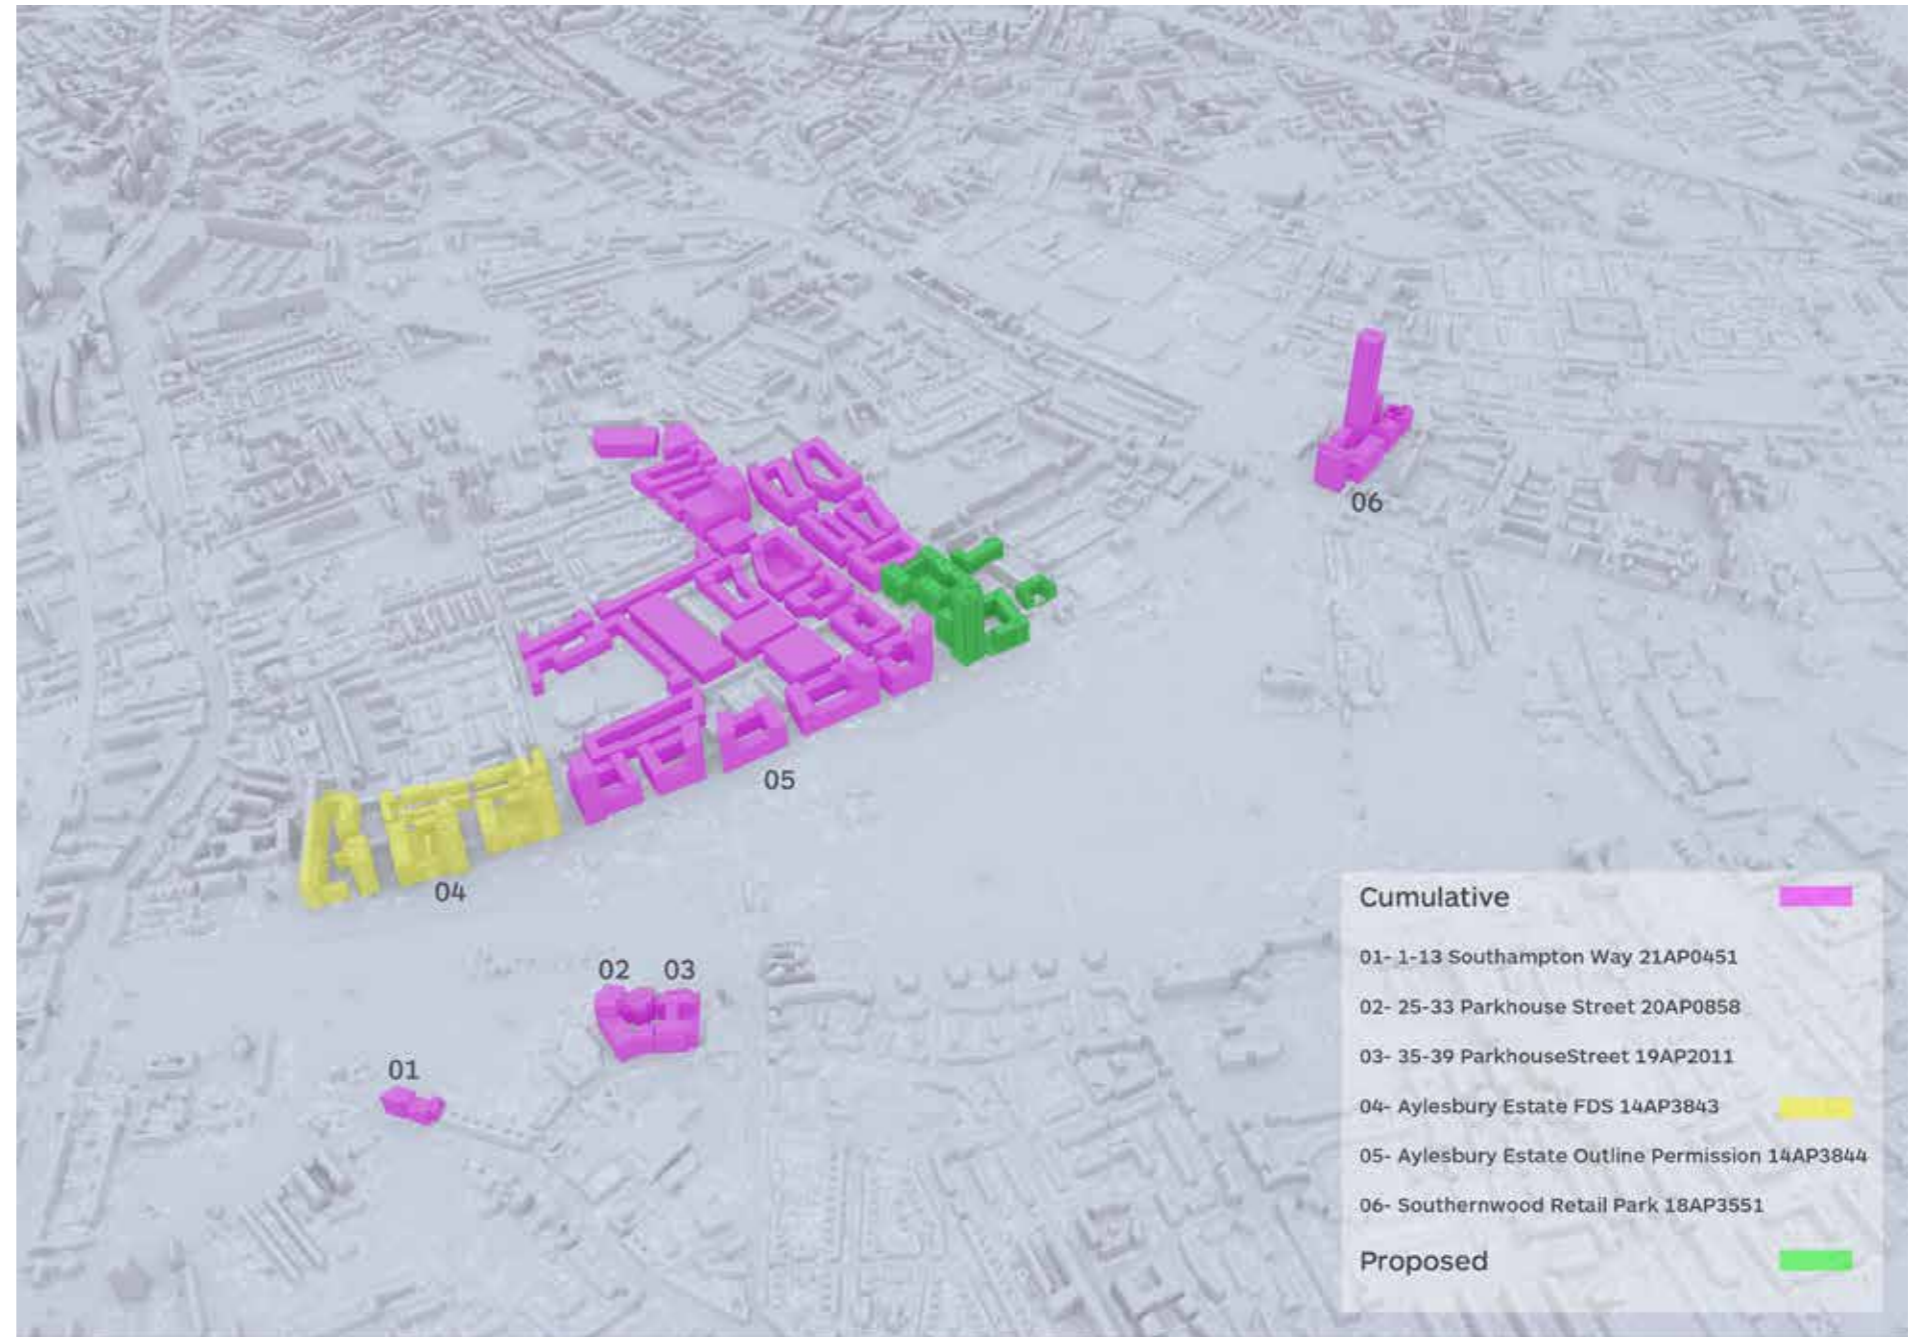 06
05
04
02 03
01
Cumulative
01- 1-13 Southampton Way 21AP0451
02- 25-33 Parkhouse Street 20AP0858
03- 35-39 ParkhouseStreet 19AP2011
04- Aylesbury Estate FDS 14AP3843
05- Aylesbury Estate Outline Permission 14AP3844
06- Southernwood Retail Park 18AP3551
Proposed